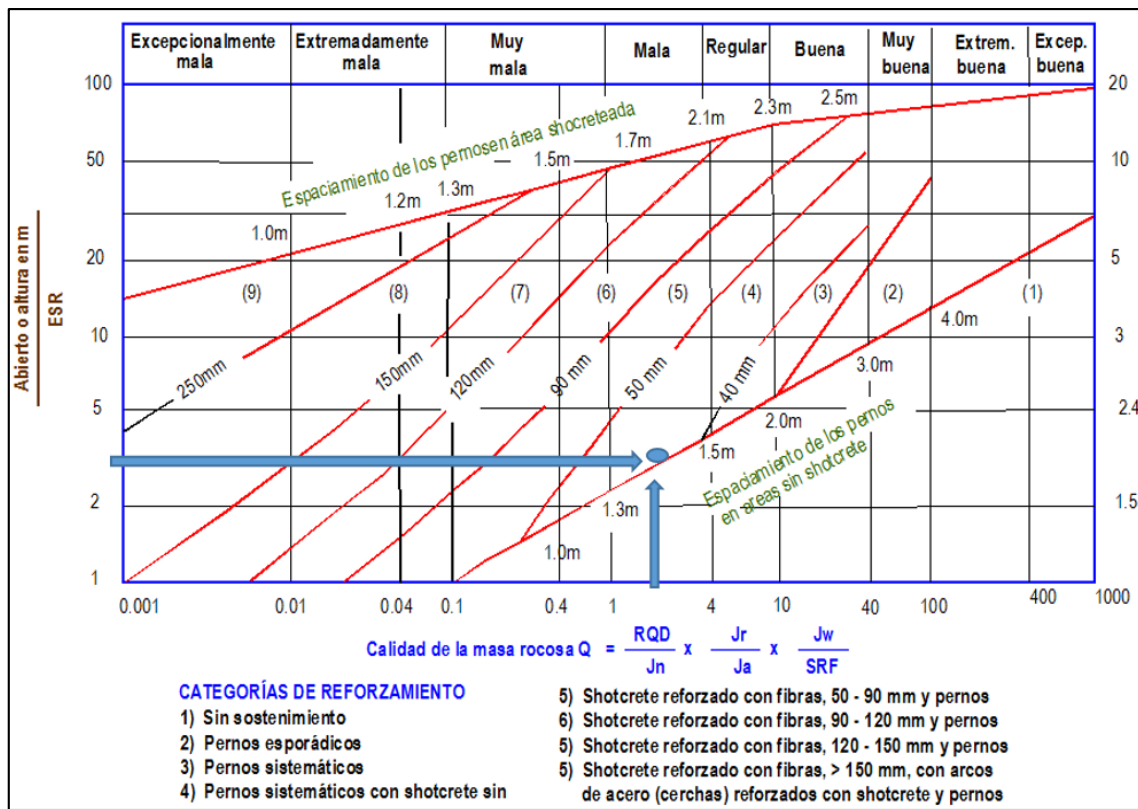 Excepcionalmente mala
Extremadamente mala
Muy mala
Mala
Regular
Buena
Muy buena
Extrem. buena
Excep. buena
100
50
20
10
5
2
1
20
10
5
3
2.4
1.5
Abierto o altura en m
ESR
Espaciamiento de los pernosen área shocreteada
1.0m
1.2m
1.3m
1.5m
1.7m
2.1m
2.3m
2.5m
(9)
(8)
(7)
(6)
(5)
(4)
(3)
(2)
(1)
250mm
150mm
120mm
90 mm
50 mm
40 mm
4.0m
3.0m
2.0m
1.5m
1.3m
1.0m
Espaciamiento de los pernos
en areas sin shotcrete
0.001
0.01
0.04
0.1
0.4
1
4
10
40
100
400
1000
Calidad de la masa rocosa Q = RQD / Jn x Jr / Ja x Jw / SRF
CATEGORÍAS DE REFORZAMIENTO
1) Sin sostenimiento
2) Pernos esporádicos
3) Pernos sistemáticos
4) Pernos sistemáticos con shotcrete sin
5) Shotcrete reforzado con fibras, 50 - 90 mm y pernos
6) Shotcrete reforzado con fibras, 90 - 120 mm y pernos
5) Shotcrete reforzado con fibras, 120 - 150 mm y pernos
5) Shotcrete reforzado con fibras, > 150 mm, con arcos
de acero (cerchas) reforzados con shotcrete y pernos